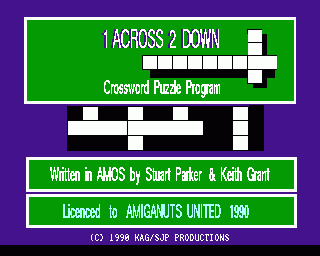 1 ACROSS 2 DOWN
Crossword Puzzle Program
Written in AMOS by Stuart Parker & Keith Grant
Licenced to AMIGANUTS UNITED 1990
(C) 1990 KAG/SJP PRODUCTIONS